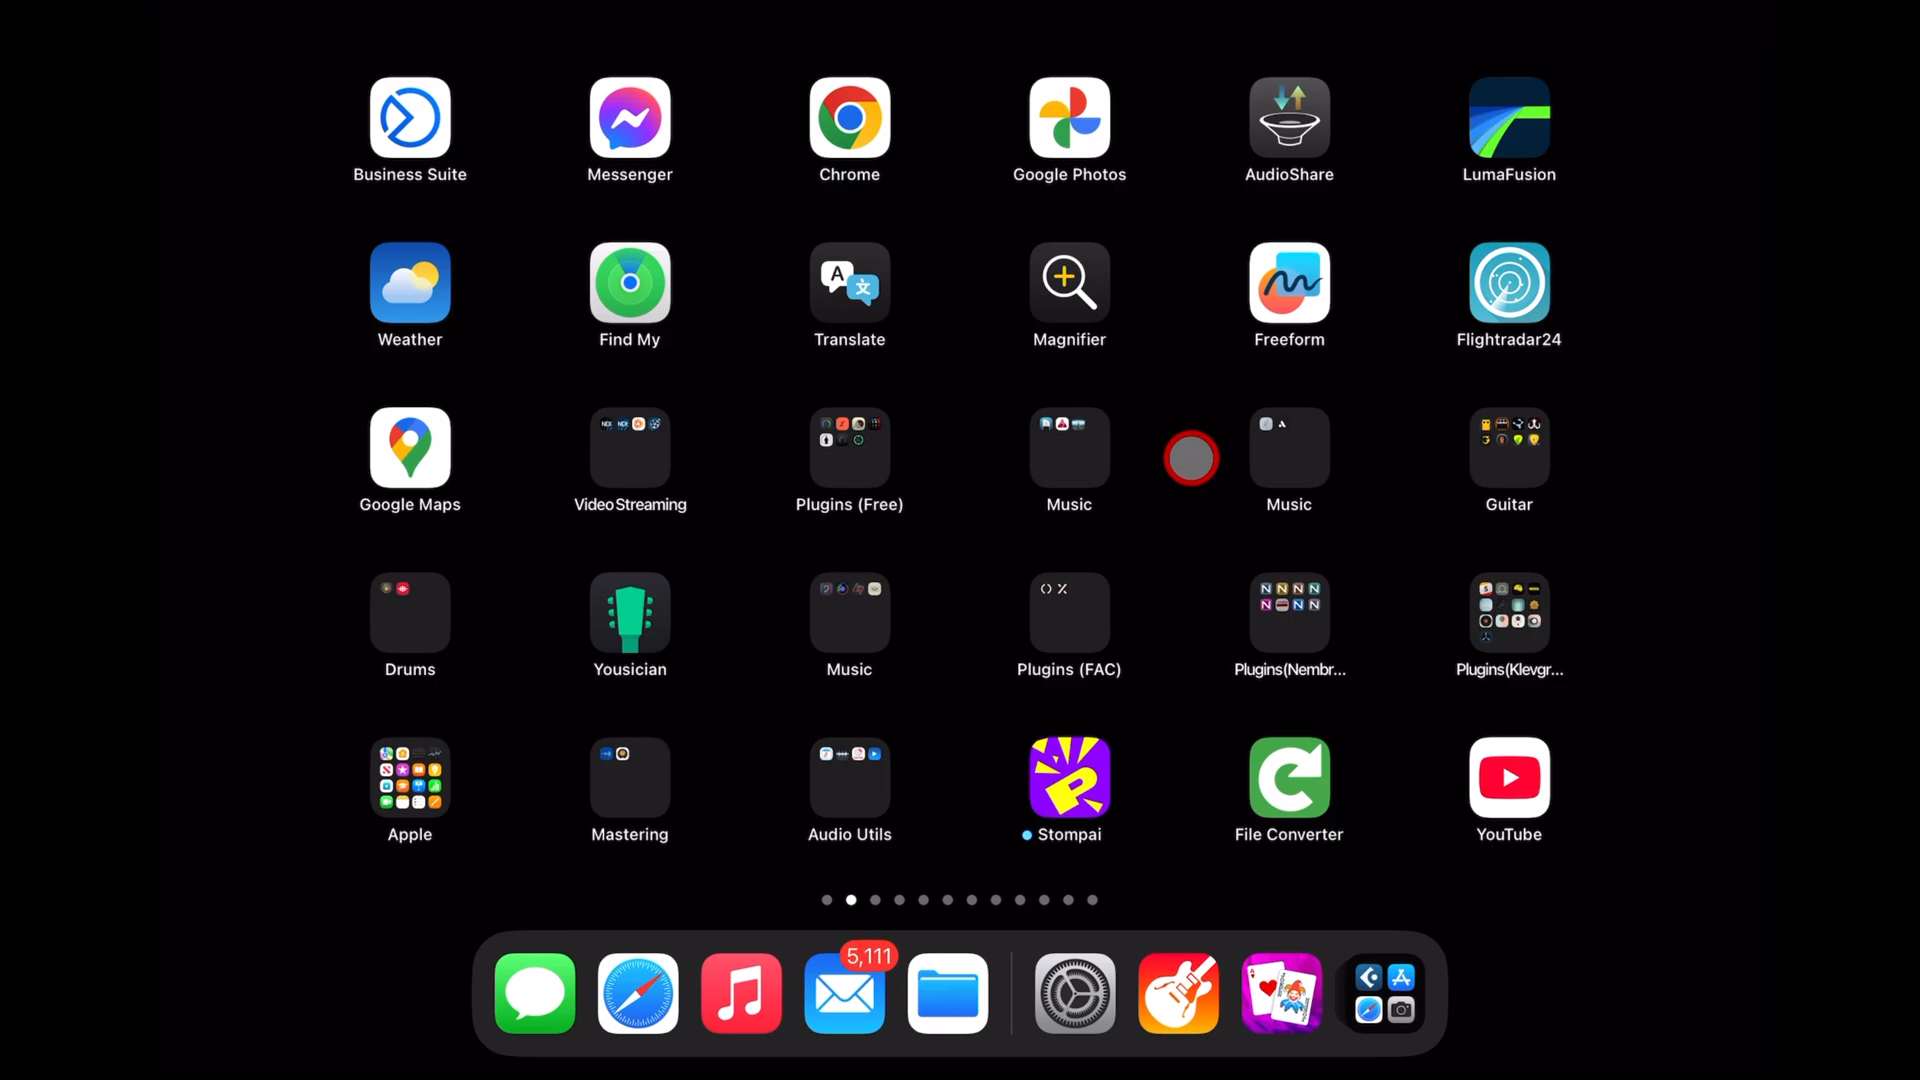 Business Suite
Messenger
Chrome
Google Photos
AudioShare
LumaFusion
A 文
Weather
Find My
Translate
Magnifier
Freeform
Flightradar24
Google Maps
Video Streaming
Plugins (Free)
Music
Music
Guitar
Drums
Yousician
Music
Plugins (FAC)
Plugins(Nembr...
Plugins(Klevgr...
Apple
Mastering
Audio Utils
Stompai
File Converter
YouTube
5,111